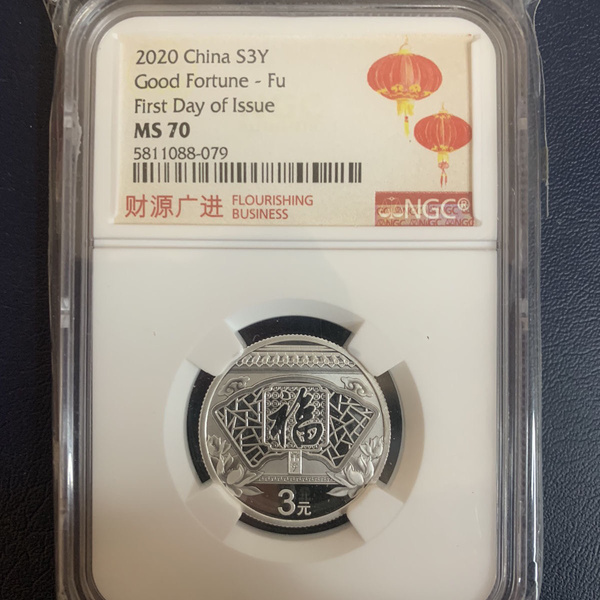 2020 China S3Y
Good Fortune - Fu
First Day of Issue
MS 70
5811088-079
财源广进 FLOURISHING
BUSINESS
NGC®
福
3元